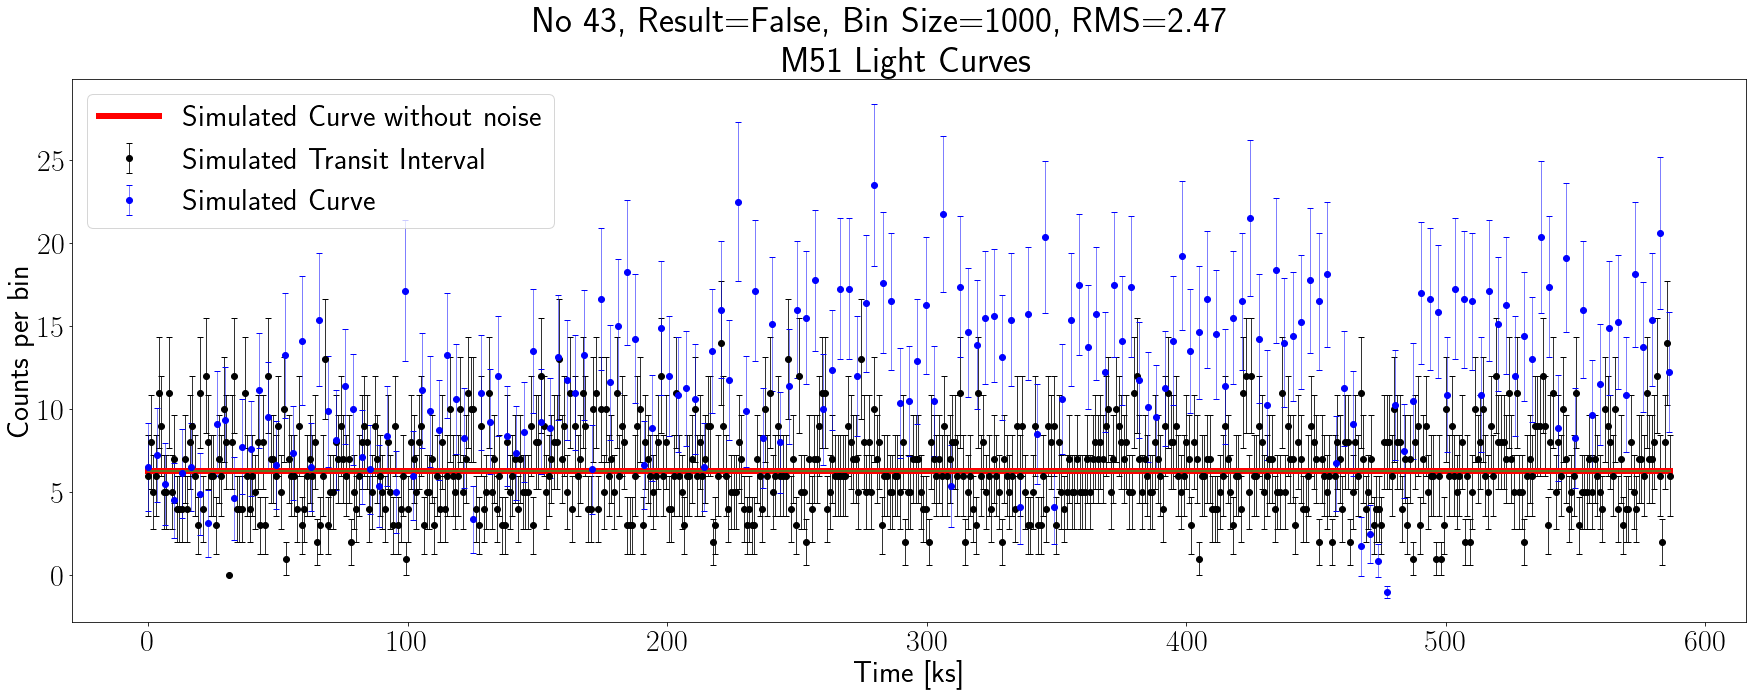 No 43, Result=False, Bin Size=1000, RMS=2.47
M51 Light Curves
Simulated Curve without noise
Simulated Transit Interval
Simulated Curve
Counts per bin
25
20
15
10
5
0
0 100 200 300 400 500 600
Time [ks]